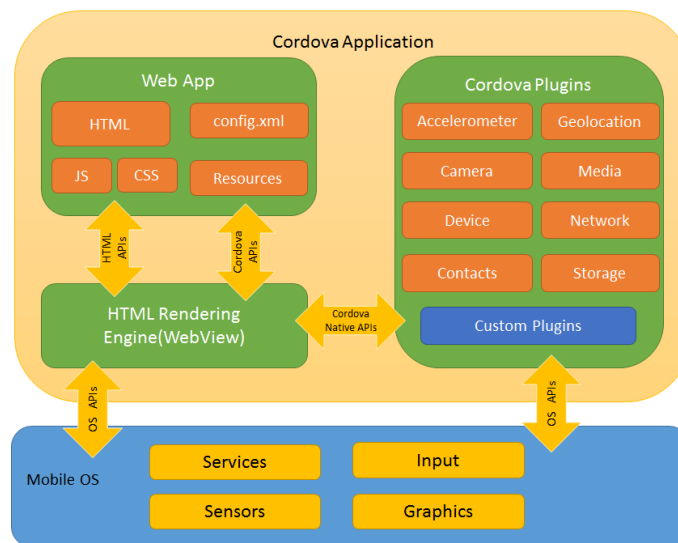 Cordova Application
Web App
HTML
config.xml
JS
CSS
Resources
HTML
APIs
Cordova
APIs
HTML Rendering
Engine(WebView)
Cordova
Native APIs
Cordova Plugins
Accelerometer
Geolocation
Camera
Media
Device
Network
Contacts
Storage
Custom Plugins
OS APIs
OS APIs
Mobile OS
Services
Input
Sensors
Graphics